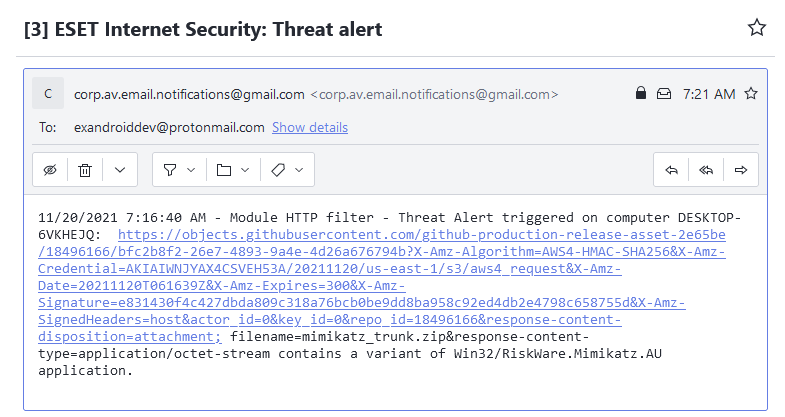 [3] ESET Internet Security: Threat alert
C
corp.av.email.notifications@gmail.com <corp.av.email.notifications@gmail.com>
7:21 AM
To: exandroiddev@protonmail.com Show details
11/20/2021 7:16:40 AM - Module HTTP filter - Threat Alert triggered on computer DESKTOP-
6VKHEJQ: https://objects.githubusercontent.com/github-production-release-asset-2e65be
/18496166/bfc2b8f2-26e7-4893-9a4e-4d26a676794b?X-Amz-Algorithm=AWS4-HMAC-SHA256&X-Amz-
Credential=AKIAIWNJYAX4CSVEH53A/20211120/us-east-1/s3/aws4_request&X-Amz-
Date=20211120T061639Z&X-Amz-Expires=300&X-Amz-
Signature=e831430f4c427dbda809c318a76bcb0be9dd8ba958c92ed4db2e4798c658755d&X-Amz-
SignedHeaders=host&actor_id=0&key_id=0&repo_id=18496166&response-content-
disposition=attachment; filename=mimikatz_trunk.zip&response-content-
type=application/octet-stream contains a variant of Win32/RiskWare.Mimikatz.AU
application.